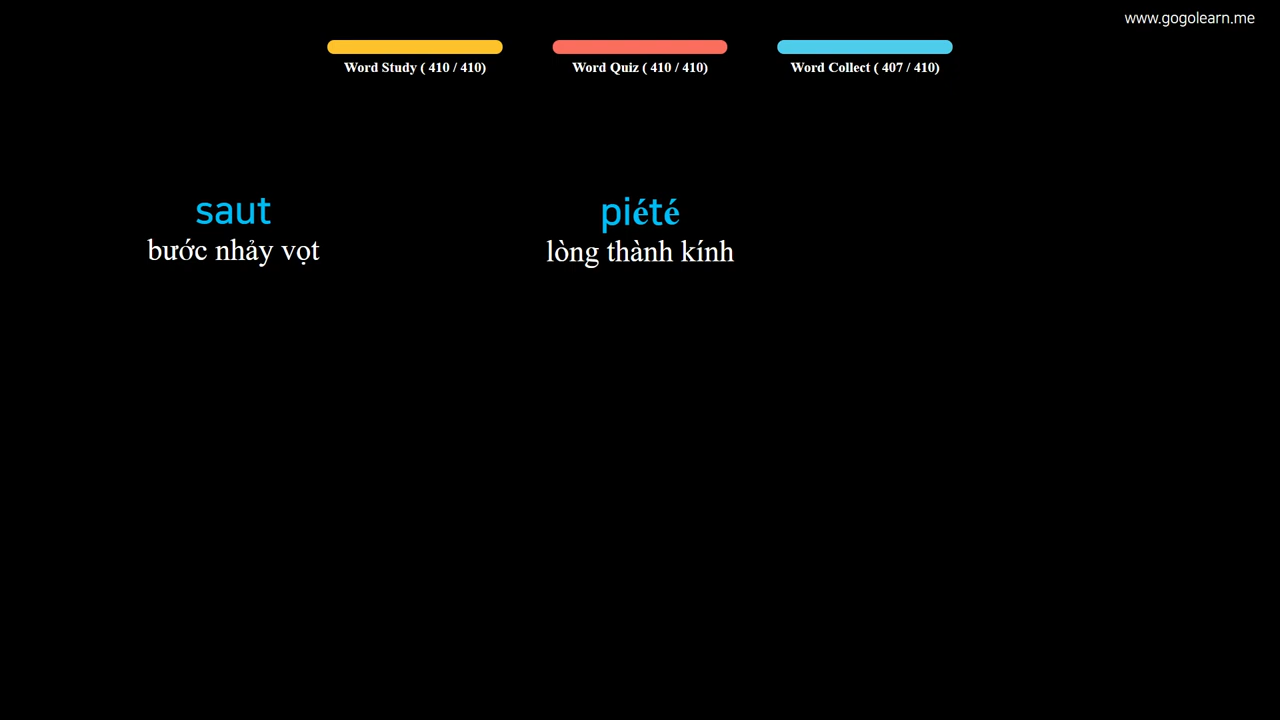 www.gogolearn.me
Word Study ( 410 / 410)
Word Quiz ( 410 / 410)
Word Collect ( 407 / 410)
saut
bước nhảy vọt
piété
lòng thành kính